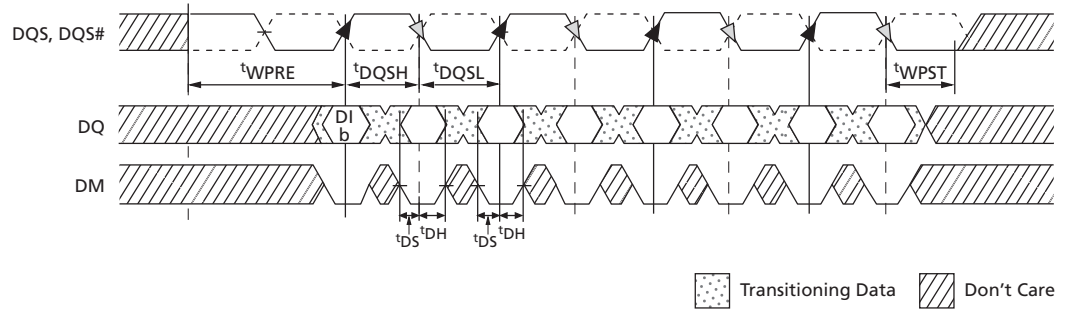 DQS, DQS#
tWPRE tDQSH tDQSL tWPST
DQ
DI
b
DM
tDS tDH tDS tDH
Transitioning Data Don't Care